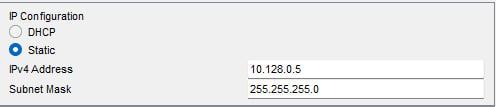 IP Configuration
DHCP
Static
IPv4 Address 10.128.0.5
Subnet Mask 255.255.255.0